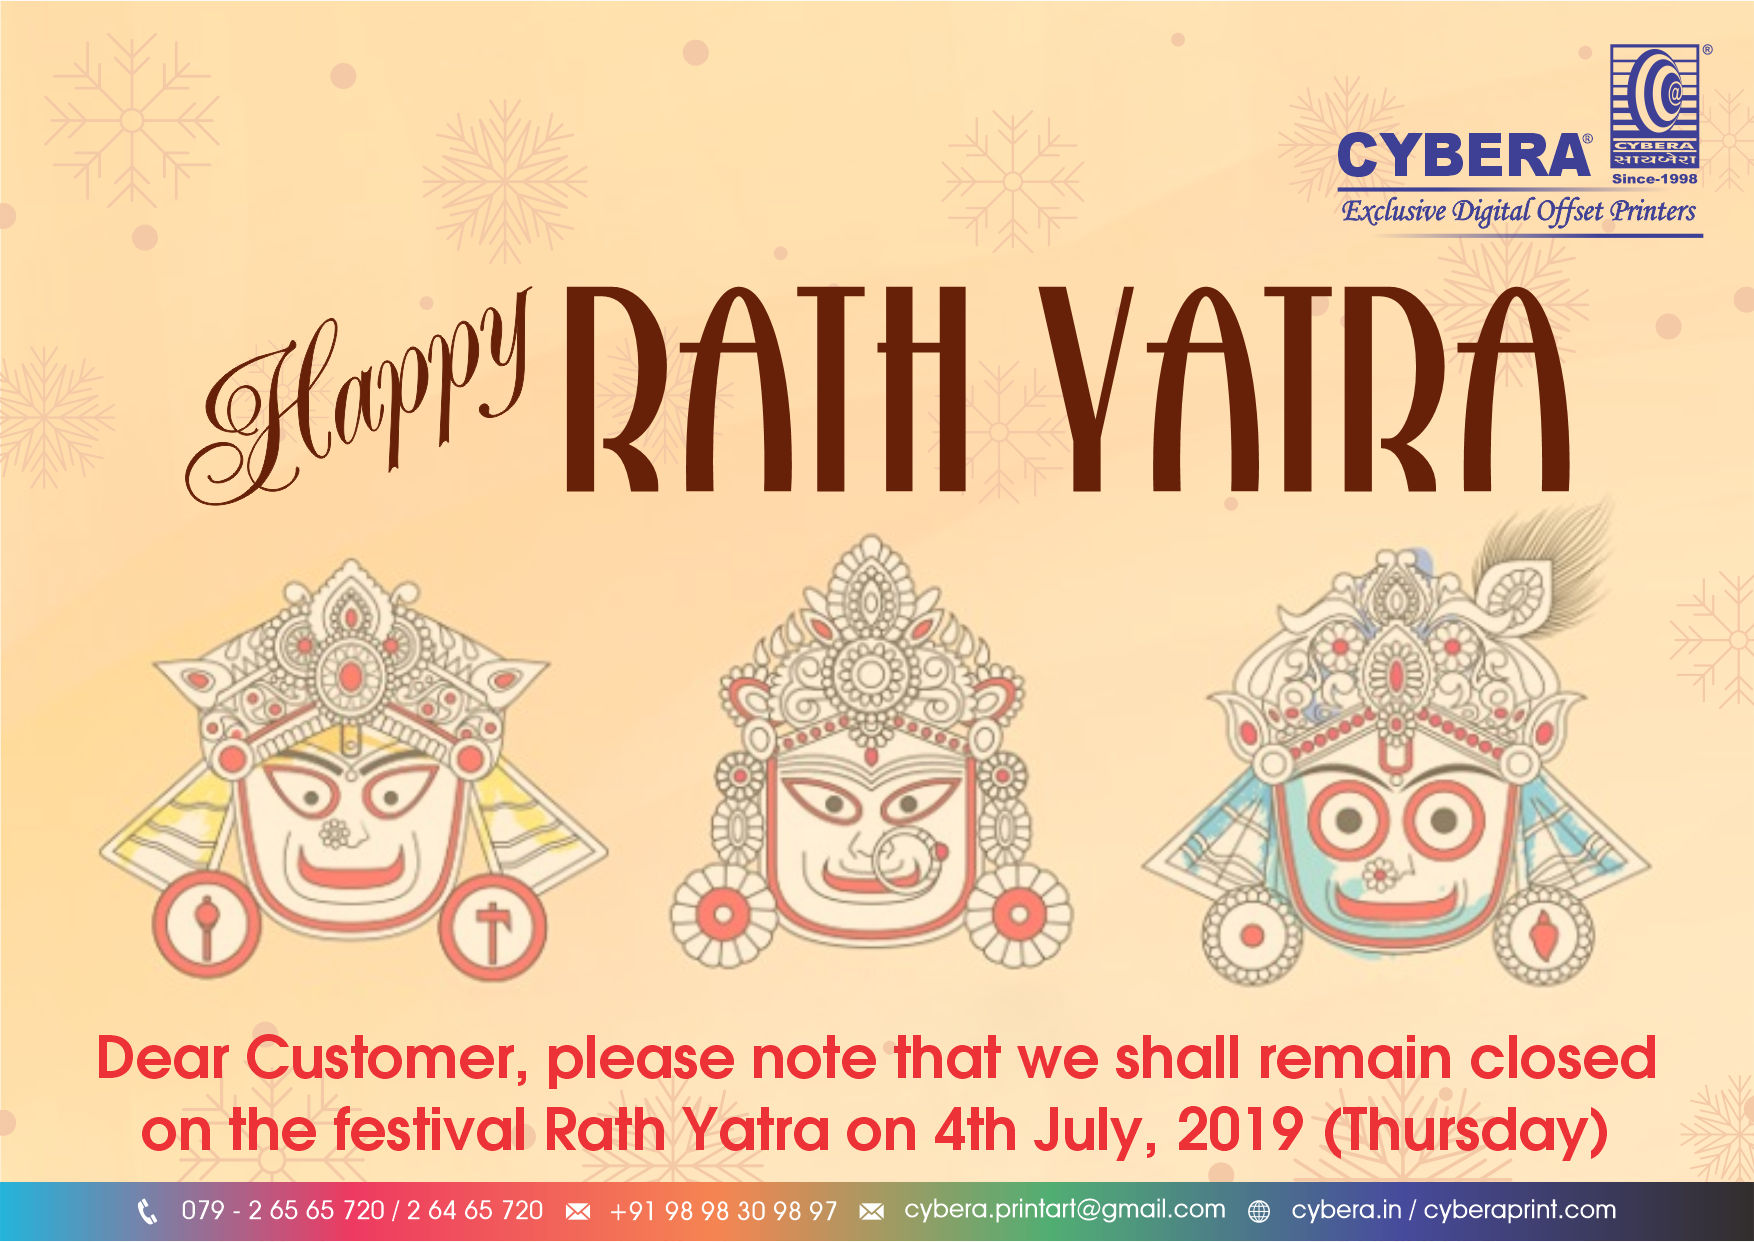 CYBERA®
®
CYBERA
સાયબેરા
Since-1998
Exclusive Digital Offset Printers
Happy RATH YATRA
Dear Customer, please note that we shall remain closed
on the festival Rath Yatra on 4th July, 2019 (Thursday)
079 - 2 65 65 720 / 2 64 65 720 +91 98 98 30 98 97 cybera.printart@gmail.com cybera.in / cyberaprint.com